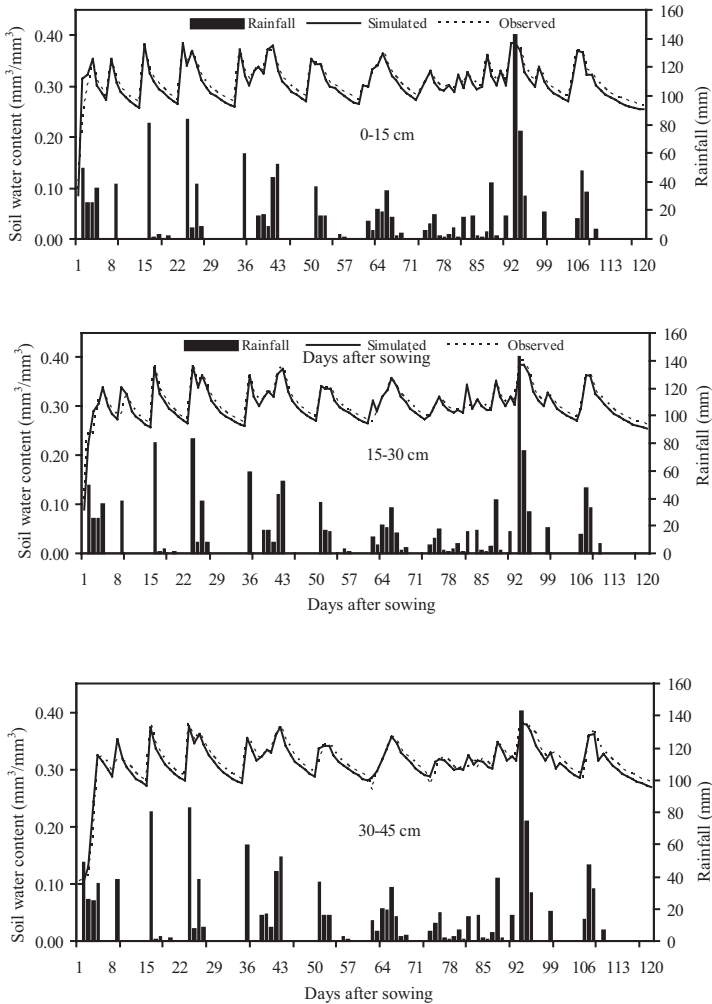 Rainfall Simulated Observed
0.40
0.30
0.20
0.10
0.00
Soil water content (mm³/mm³)
160
140
120
100
80
60
40
20
0
Rainfall (mm)
0-15 cm
1 8 15 22 29 36 43 50 57 64 71 78 85 92 99 106 113 120
Rainfall Simulated Observed
Days after sowing
0.40
0.30
0.20
0.10
0.00
Soil water content (mm³/mm³)
160
140
120
100
80
60
40
20
0
Rainfall (mm)
15-30 cm
1 8 15 22 29 36 43 50 57 64 71 78 85 92 99 106 113 120
Days after sowing
0.40
0.30
0.20
0.10
0.00
Soil water content (mm³/mm³)
160
140
120
100
80
60
40
20
0
Rainfall (mm)
30-45 cm
1 8 15 22 29 36 43 50 57 64 71 78 85 92 99 106 113 120
Days after sowing